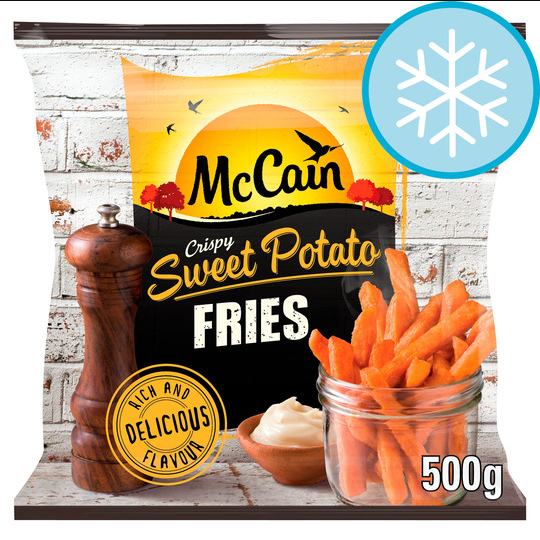 McCain
Crispy
Sweet Potato
FRIES
RICH AND
DELICIOUS
FLAVOUR
500g